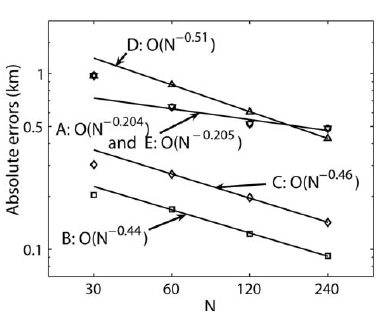 D: O(N^-0.51)
1
0.5
A: O(N^-0.204)
and E: O(N^-0.205)
C: O(N^-0.46)
B: O(N^-0.44)
0.1
30 60 120 240
N
Absolute errors (km)